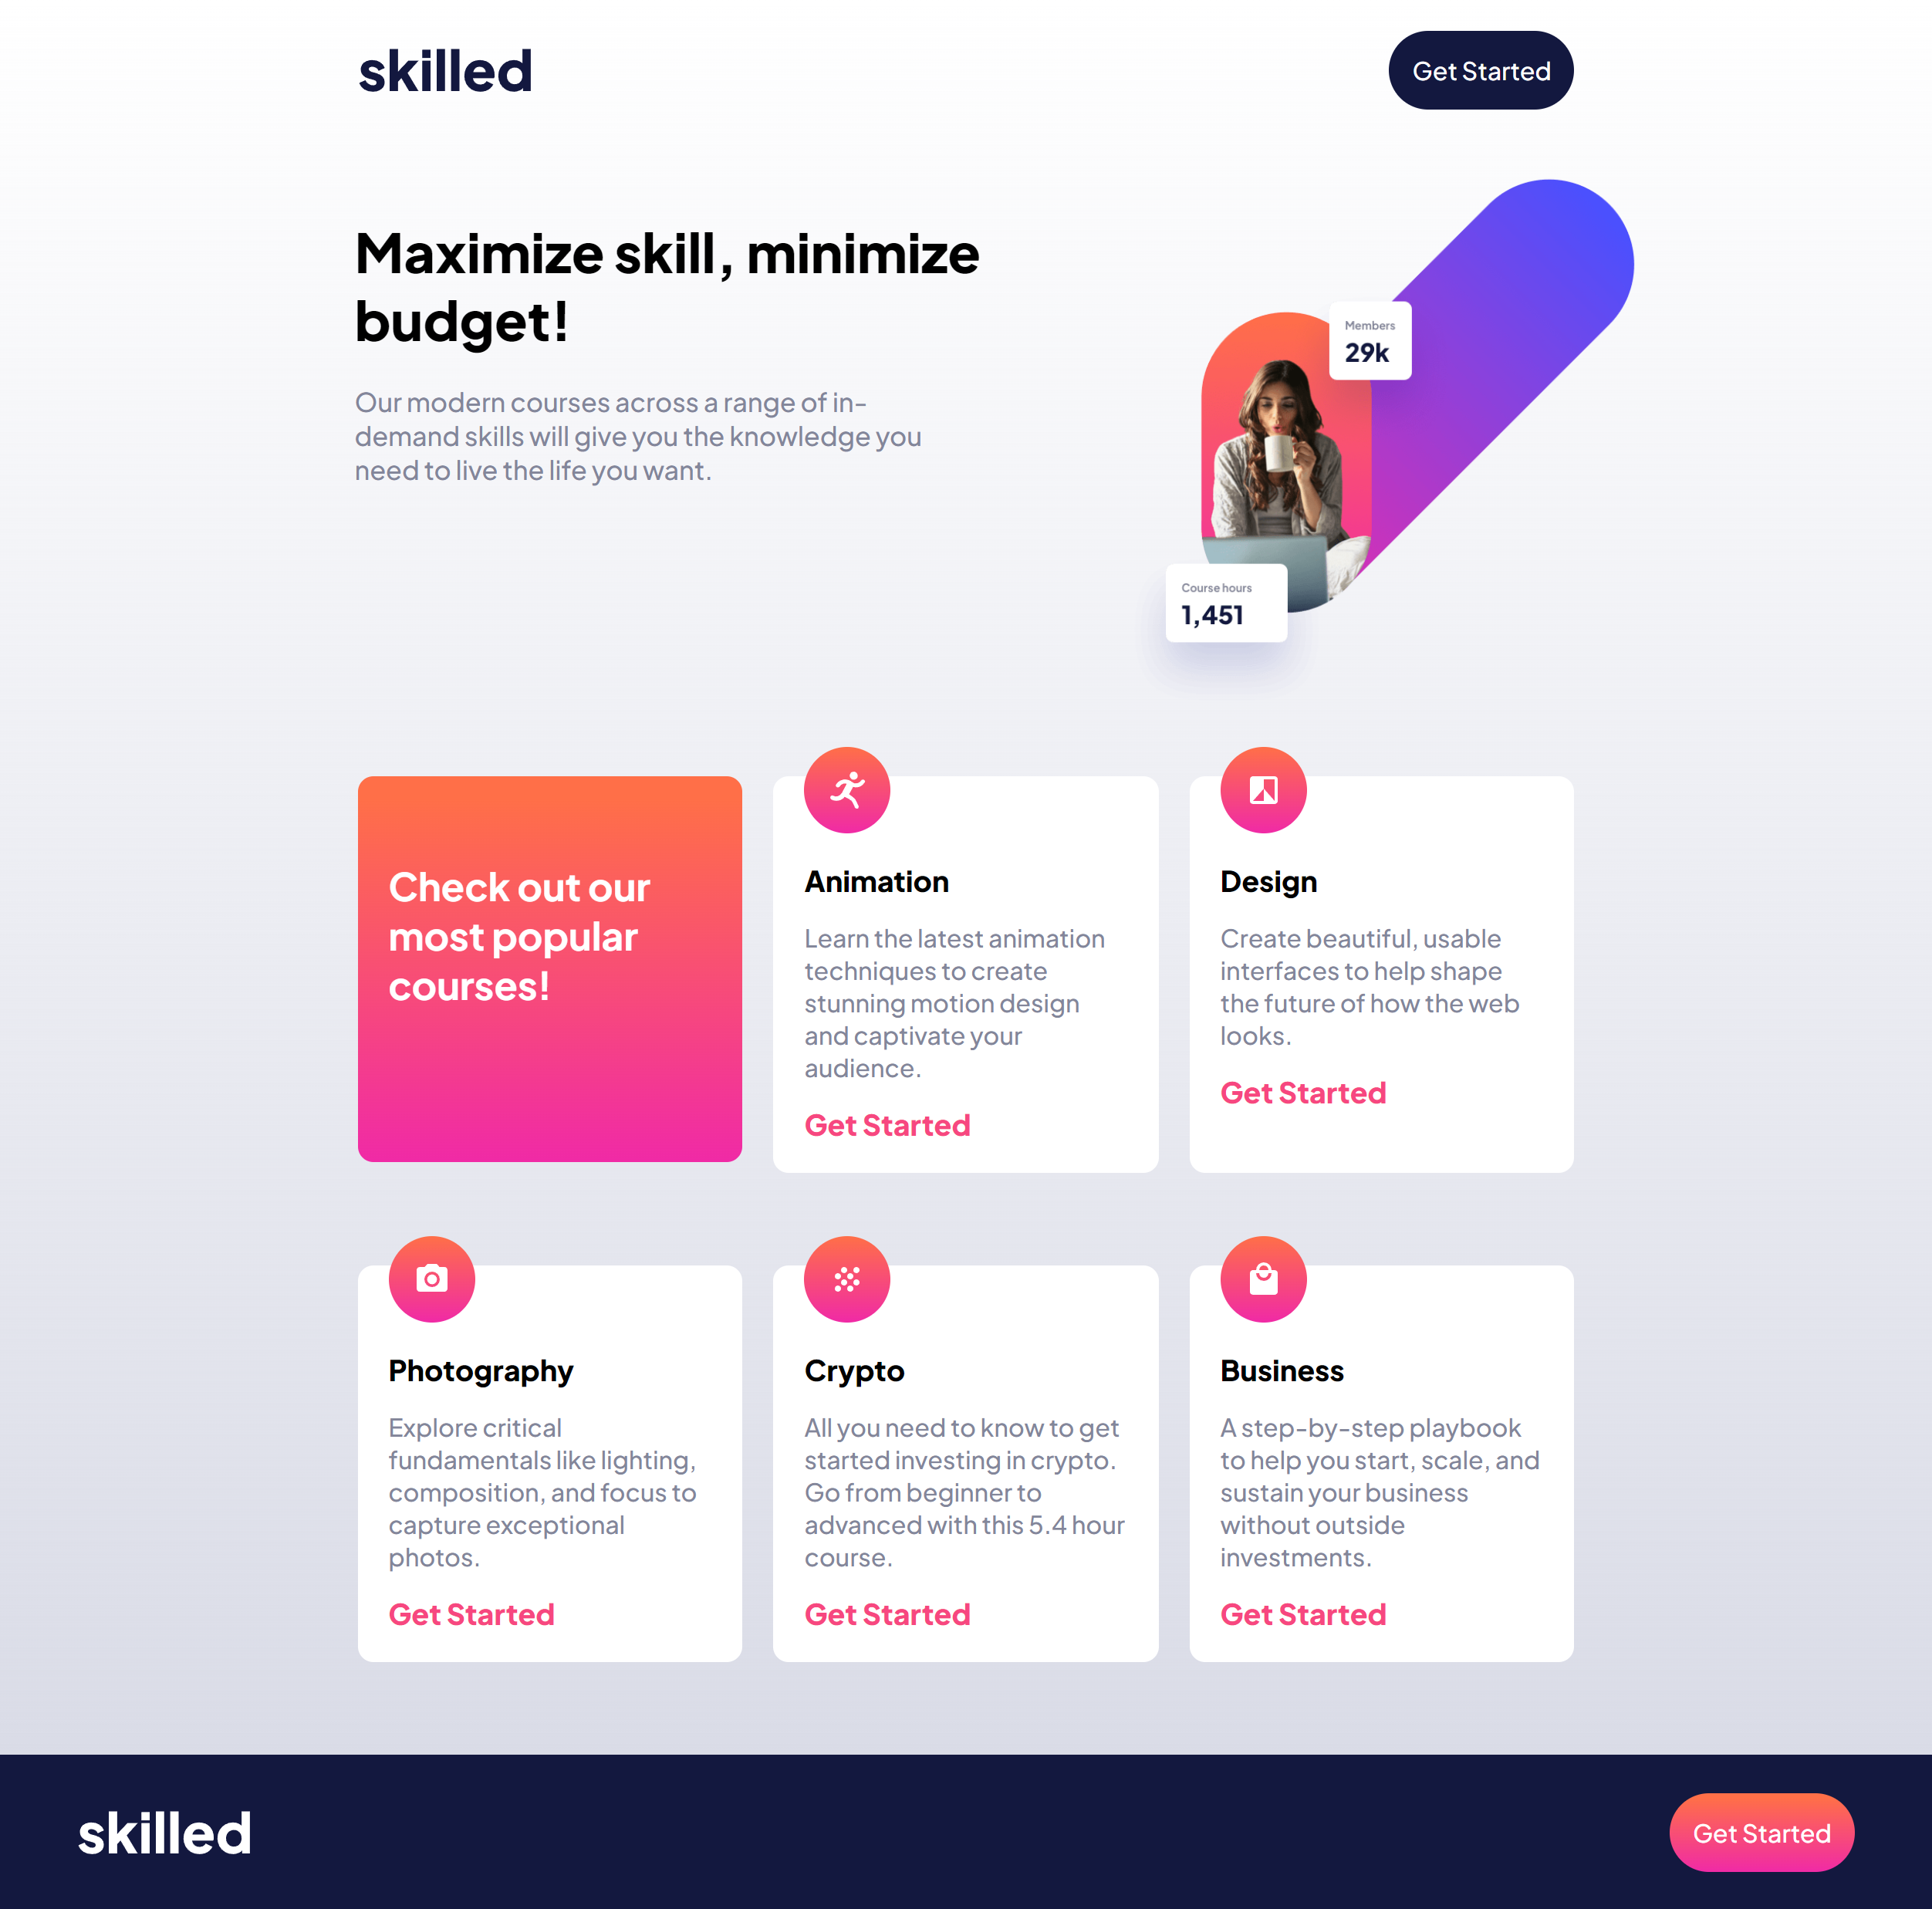 skilled
Get Started
Maximize skill, minimize
budget!
Our modern courses across a range of in-
demand skills will give you the knowledge you
need to live the life you want.
Members
29k
Course hours
1,451
Check out our
most popular
courses!
Animation
Learn the latest animation
techniques to create
stunning motion design
and captivate your
audience.
Get Started
Design
Create beautiful, usable
interfaces to help shape
the future of how the web
looks.
Get Started
Photography
Explore critical
fundamentals like lighting,
composition, and focus to
capture exceptional
photos.
Get Started
Crypto
All you need to know to get
started investing in crypto.
Go from beginner to
advanced with this 5.4 hour
course.
Get Started
Business
A step-by-step playbook
to help you start, scale, and
sustain your business
without outside
investments.
Get Started
skilled
Get Started